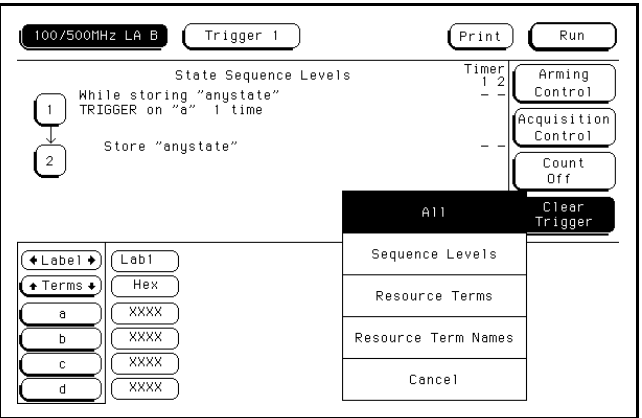 100/500MHz LA B Trigger 1 Print Run
State Sequence Levels Timer
1 2
While storing "anystate" - -
1 TRIGGER on "a" 1 time
2 Store "anystate" - -
Arming
Control
Acquisition
Control
Count
Off
Clear
Trigger
All
Sequence Levels
Resource Terms
Resource Term Names
Cancel
Label Lab1
Terms Hex
a XXXX
b XXXX
c XXXX
d XXXX